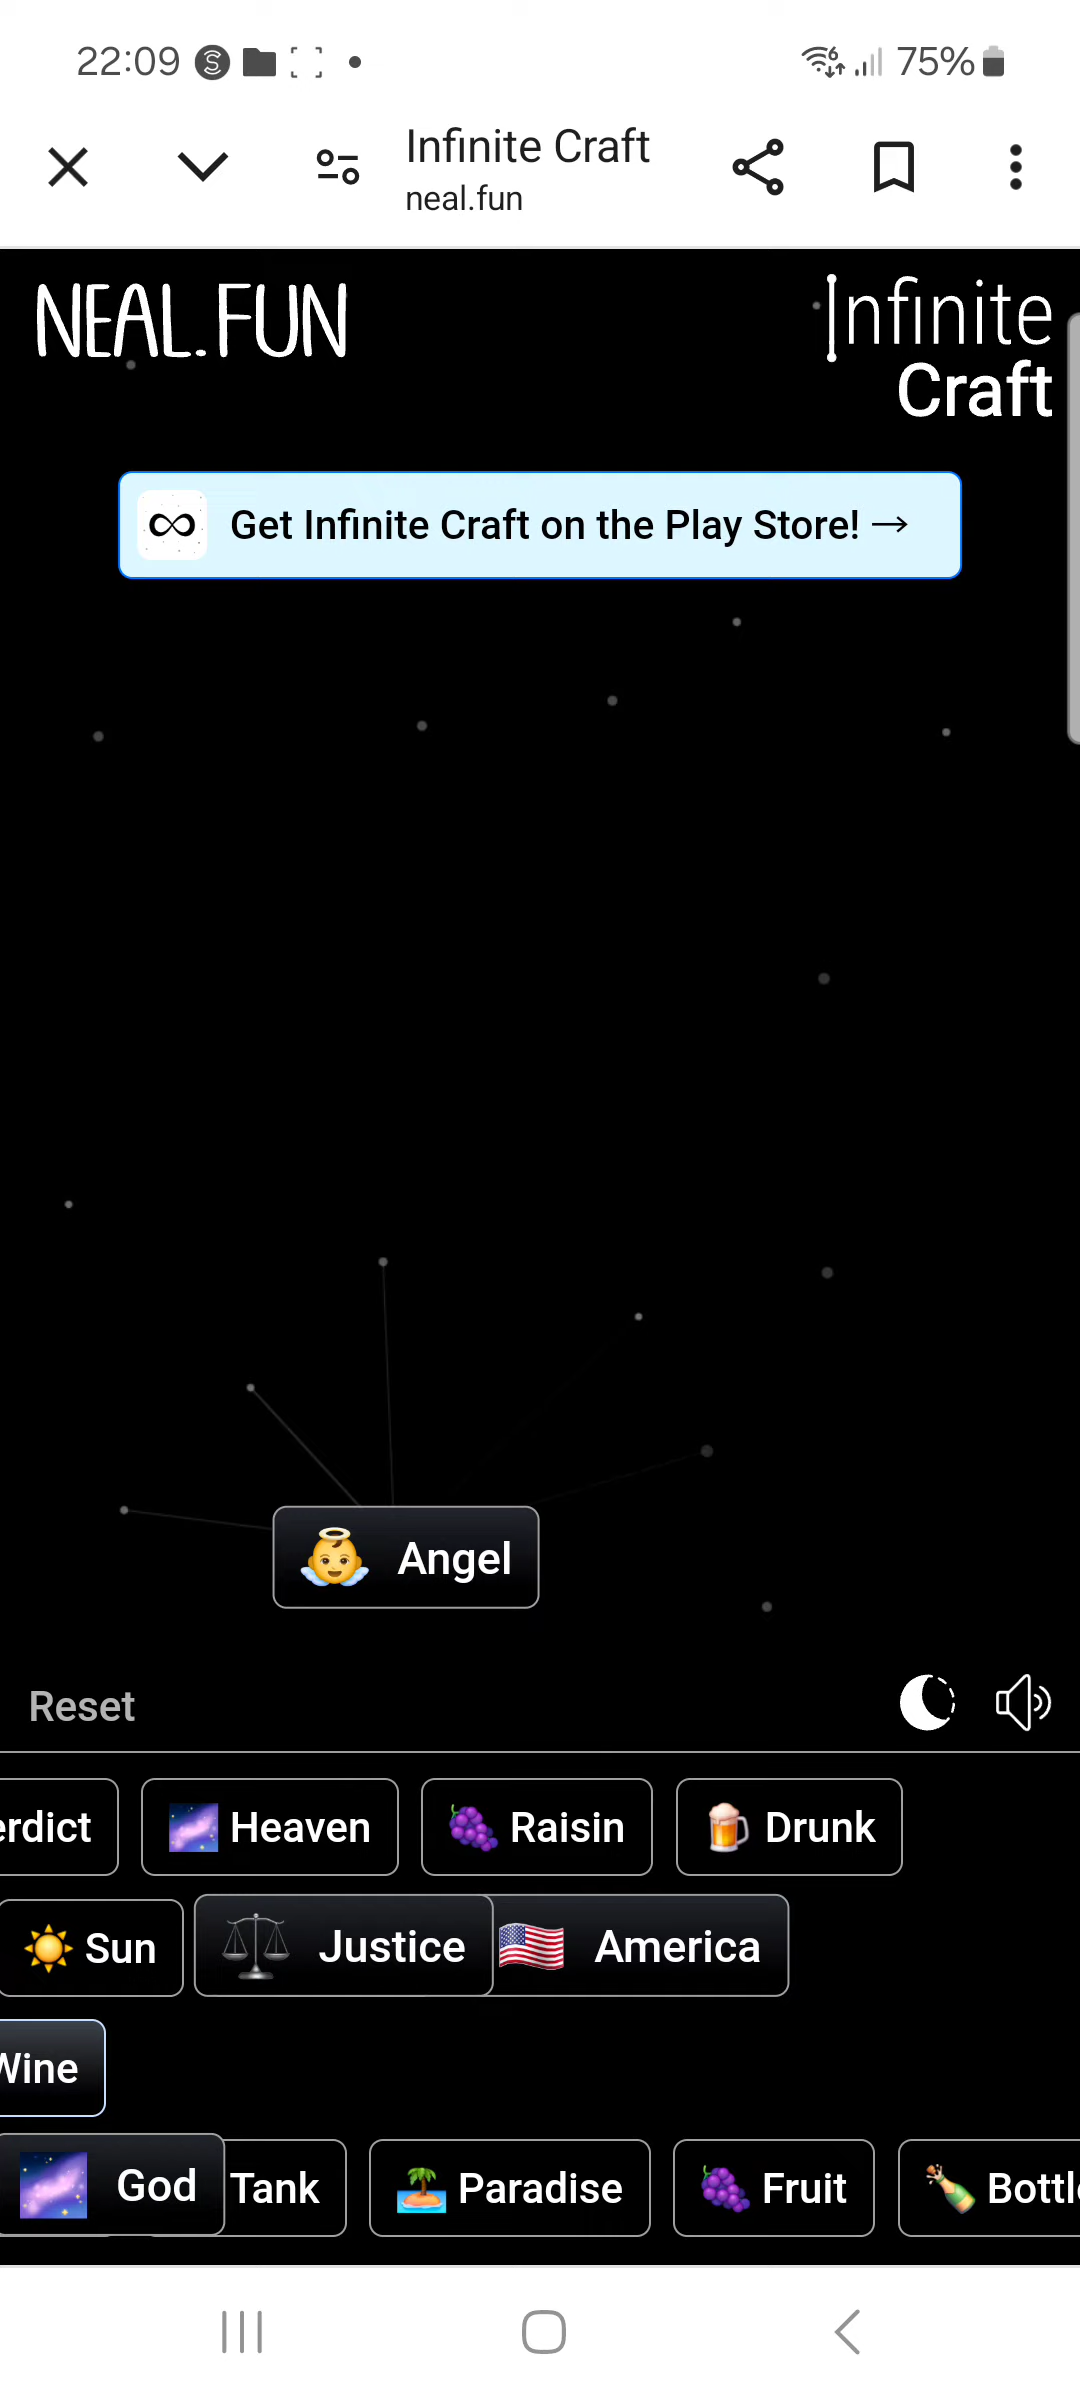 22:09 75%
Infinite Craft
neal.fun
NEAL.FUN
Infinite
Craft
Get Infinite Craft on the Play Store! →
Angel
Reset
erdict Heaven Raisin Drunk
Sun Justice America
Wine
God Tank Paradise Fruit Bottl